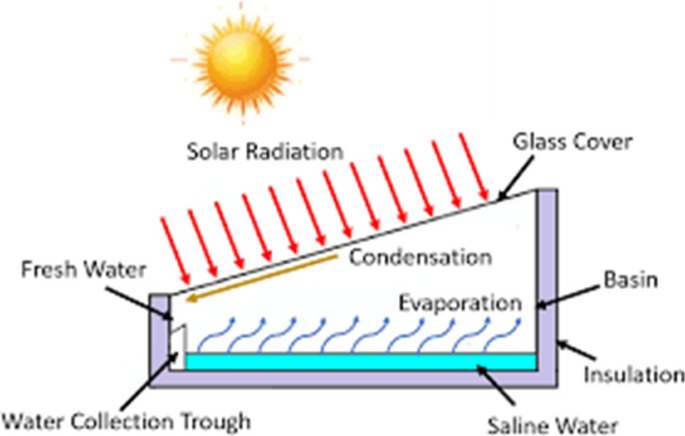 Solar Radiation
Glass Cover
Condensation
Fresh Water
Basin
Evaporation
Insulation
Water Collection Trough
Saline Water